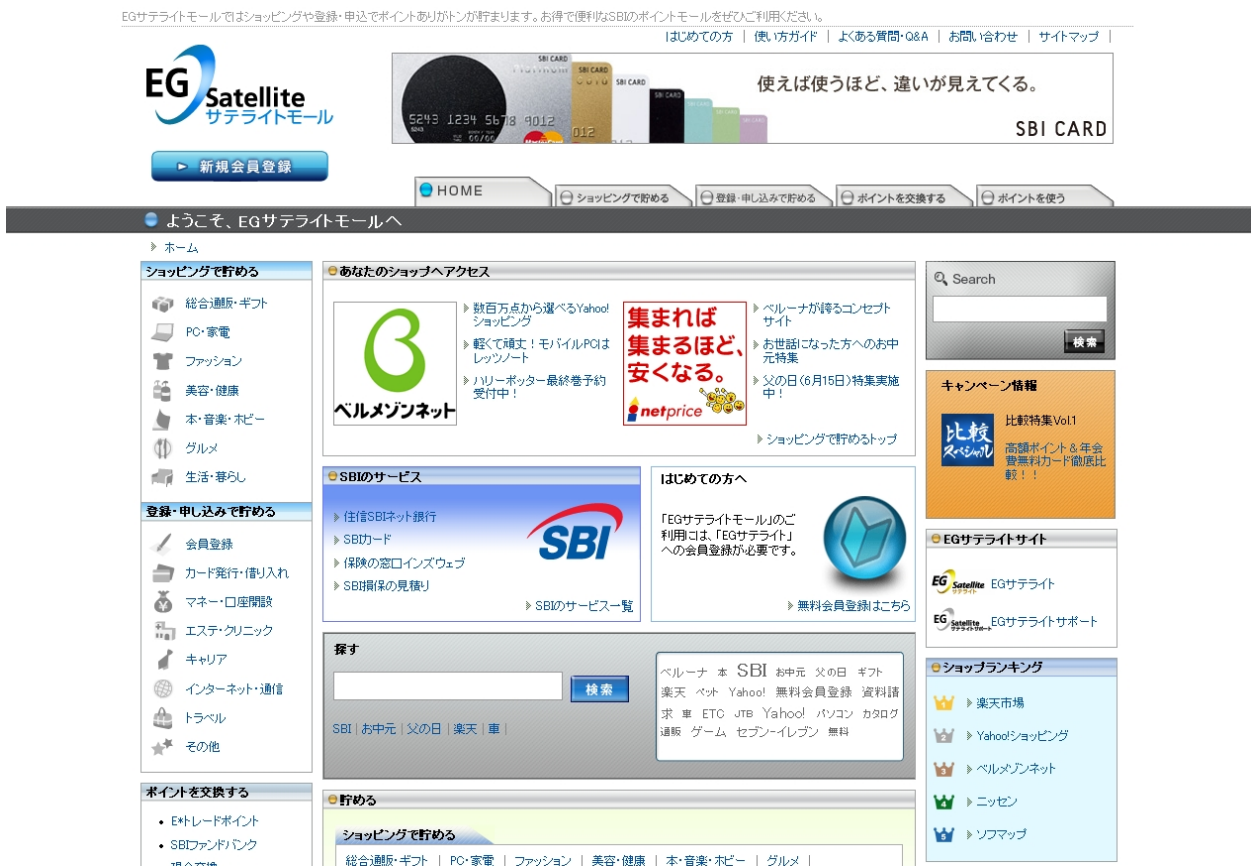 EGサテライトモールではショッピングや登録・申込でポイントありがトンが貯まります。お得で便利なSBIのポイントモールをぜひご利用ください。
はじめての方 | 使い方ガイド | よくある質問・Q&A | お問い合わせ | サイトマップ |
EG Satellite
サテライトモール
SBI CARD
SBI CARD
SBI CARD
SBI CARD
5243 1234 5678 9012
使えば使うほど、違いが見えてくる。
SBI CARD
新規会員登録
HOME
ショッピングで貯める
登録・申し込みで貯める
ポイントを交換する
ポイントを使う
ようこそ、EGサテライトモールへ
ホーム
ショッピングで貯める
総合通販・ギフト
PC・家電
ファッション
美容・健康
本・音楽・ホビー
グルメ
生活・暮らし
登録・申し込みで貯める
会員登録
カード発行・借り入れ
マネー・口座開設
エステ・クリニック
キャリア
インターネット・通信
トラベル
その他
ポイントを交換する
E*トレードポイント
SBIファンドバンク
現金交換
あなたのショップへアクセス
ベルメゾンネット
数百万点から選べるYahoo!
ショッピング
軽くて頑丈！モバイルPCは
レッツノート
ハリーポッター最終巻予約
受付中！
集まれば
集まるほど、
安くなる。
netprice
ベルーナが誇るコンセプト
サイト
お世話になった方へのお中
元特集
父の日(6月15日)特集実施
中！
ショッピングで貯めるトップ
SBIのサービス
住信SBIネット銀行
SBIカード
保険の窓口インズウェブ
SBI損保の見積り
SBI
SBIのサービス一覧
はじめての方へ
「EGサテライトモール」のご
利用には、「EGサテライト」
への会員登録が必要です。
無料会員登録はこちら
探す
検索
SBI | お中元 | 父の日 | 楽天 | 車 |
ベルーナ 本 SBI お中元 父の日 ギフト
楽天 ペット Yahoo! 無料会員登録 資料請
求 車 ETC JTB Yahoo! パソコン カタログ
通販 ゲーム セブン-イレブン 無料
貯める
ショッピングで貯める
総合通販・ギフト | PC・家電 | ファッション | 美容・健康 | 本・音楽・ホビー | グルメ |
Search
検索
キャンペーン情報
比較
スペシャル
比較特集Vol.1
高額ポイント＆年会
費無料カード徹底比
較！！
EGサテライトサイト
EG Satellite サテライト
EGサテライト
EG Satellite サテライトサポート
EGサテライトサポート
ショップランキング
1 楽天市場
2 Yahoo!ショッピング
3 ベルメゾンネット
4 ニッセン
5 ソフマップ